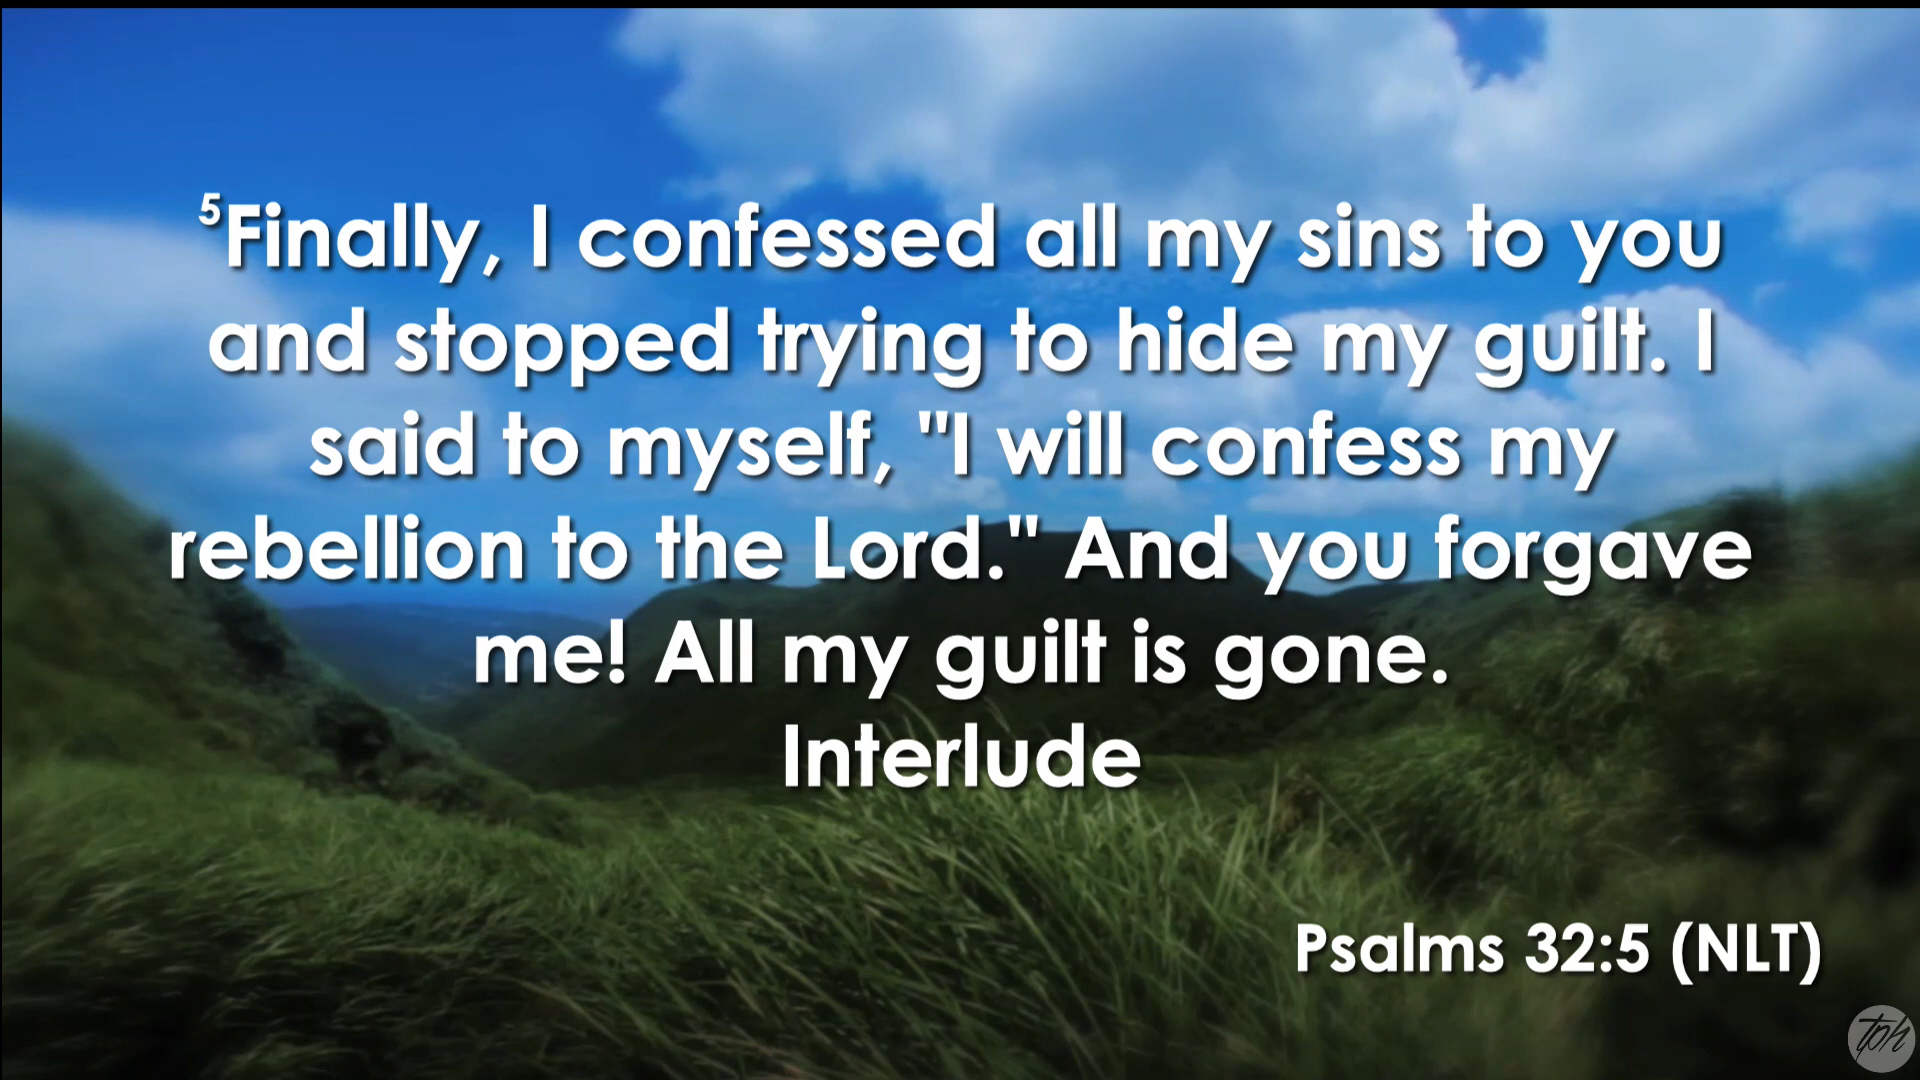 5Finally, I confessed all my sins to you
and stopped trying to hide my guilt. I
said to myself, "I will confess my
rebellion to the Lord." And you forgave
me! All my guilt is gone.
Interlude
Psalms 32:5 (NLT)
tph